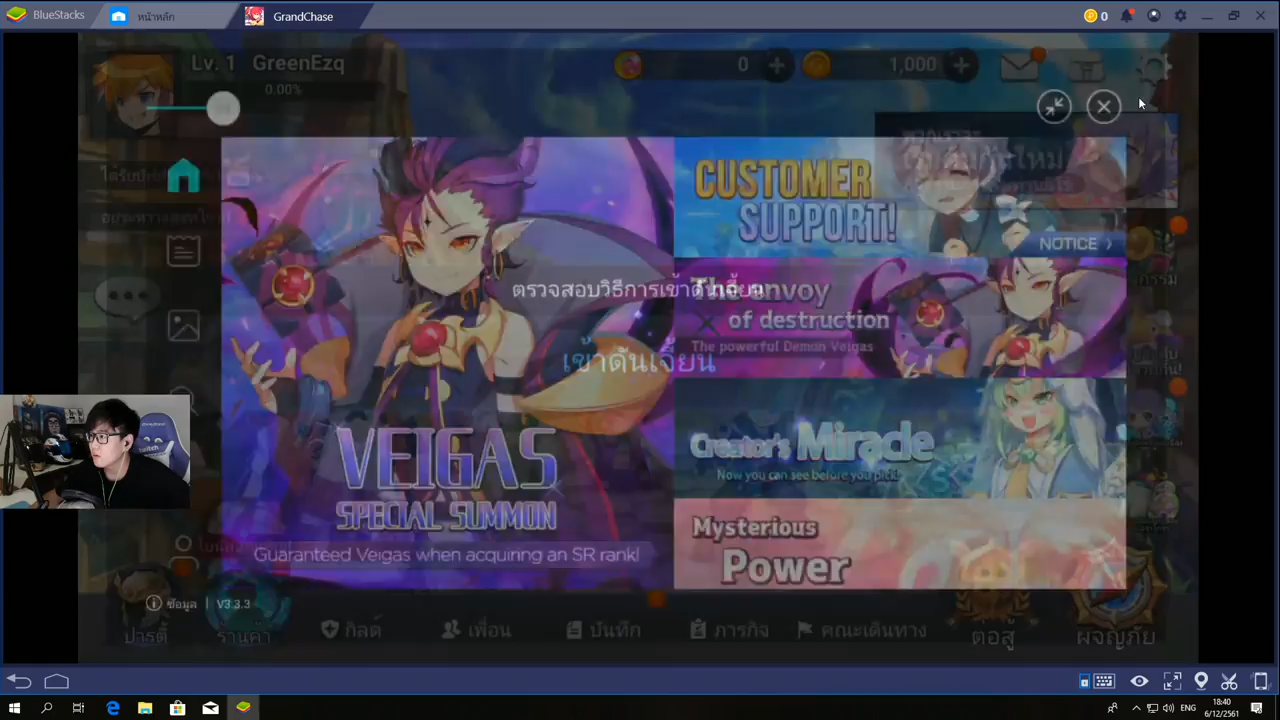 BlueStacks
หน้าหลัก
GrandChase
0
Lv. 1 GreenEzq
0.00%
0
1,000
CUSTOMER
SUPPORT!
NOTICE
ตรวจสอบวิธีการเข้าดันเจี้ยน
เข้าดันเจี้ยน
The envoy
of destruction
The powerful Demon Veigas
Creator's Miracle
Now you can see before you pick!
Mysterious
Power
VEIGAS
SPECIAL SUMMON
Guaranteed Veigas when acquiring an SR rank!
twitch
ข้อมูล | V3.3.3
ปาร์ตี้
ร้านค้า
กิลด์
เพื่อน
บันทึก
ภารกิจ
คณะเดินทาง
ต่อสู้
ผจญภัย
ENG
18:40
6/12/2561